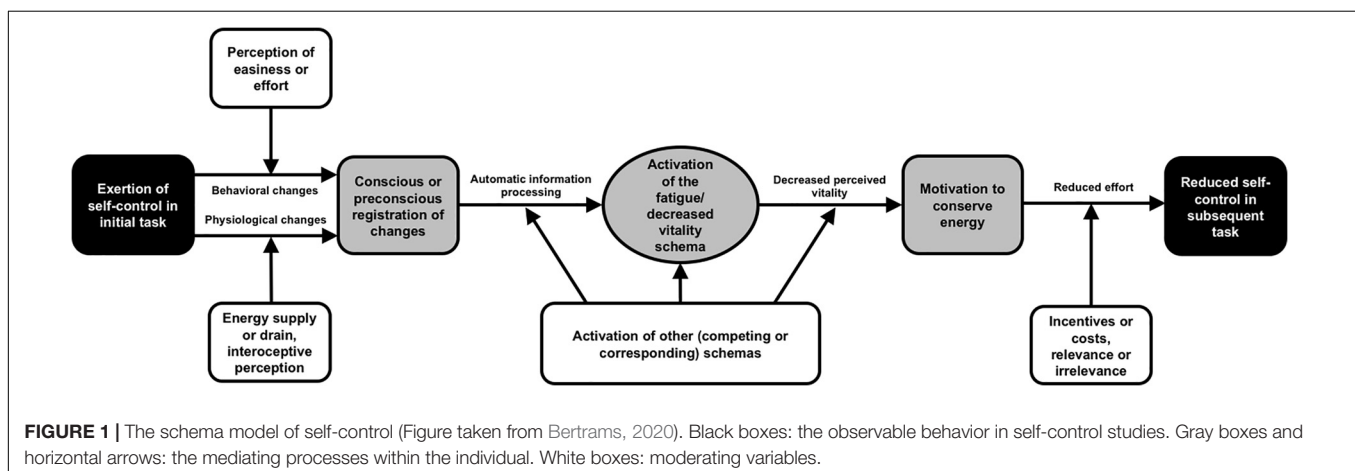 Perception of
easiness or
effort
Exertion of
self-control in
initial task
Behavioral changes
Physiological changes
Energy supply
or drain,
interoceptive
perception
Conscious or
preconscious
registration of
changes
Automatic information
processing
Activation
of the
fatigue/
decreased
vitality
schema
Activation of other (competing or
corresponding) schemas
Decreased perceived
vitality
Motivation to
conserve
energy
Reduced effort
Incentives or
costs,
relevance or
irrelevance
Reduced self-
control in
subsequent
task
FIGURE 1 | The schema model of self-control (Figure taken from Bertrams, 2020). Black boxes: the observable behavior in self-control studies. Gray boxes and
horizontal arrows: the mediating processes within the individual. White boxes: moderating variables.